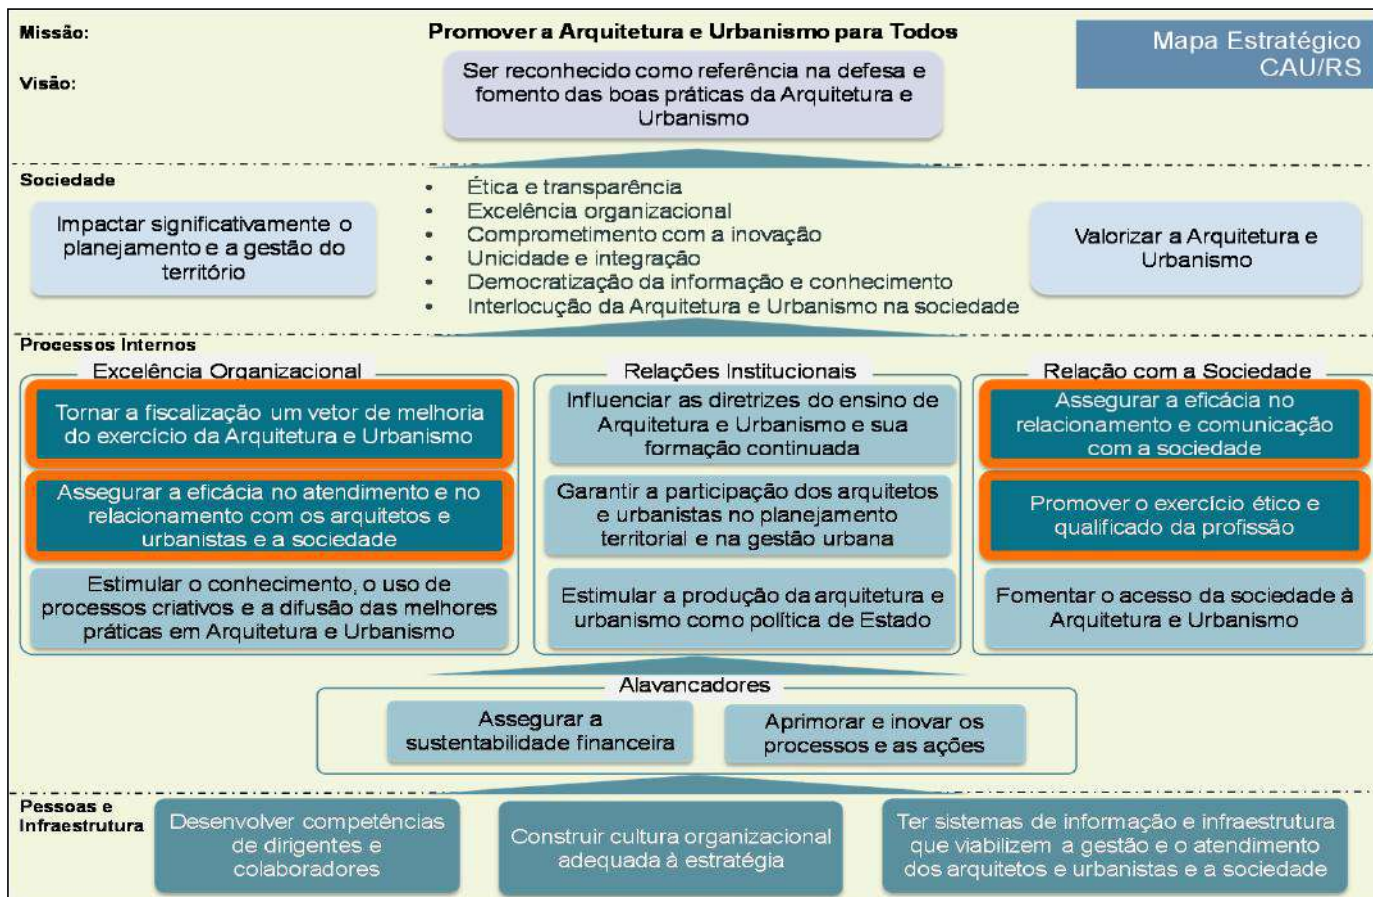 Missão:
Promover a Arquitetura e Urbanismo para Todos
Mapa Estratégico
CAU/RS
Visão:
Ser reconhecido como referência na defesa e
fomento das boas práticas da Arquitetura e
Urbanismo
Sociedade
Impactar significativamente o
planejamento e a gestão do
território
• Ética e transparência
• Excelência organizacional
• Comprometimento com a inovação
• Unicidade e integração
• Democratização da informação e conhecimento
• Interlocução da Arquitetura e Urbanismo na sociedade
Valorizar a Arquitetura e
Urbanismo
Processos Internos
Excelência Organizacional
Tornar a fiscalização um vetor de melhoria
do exercício da Arquitetura e Urbanismo
Assegurar a eficácia no atendimento e no
relacionamento com os arquitetos e
urbanistas e a sociedade
Estimular o conhecimento, o uso de
processos criativos e a difusão das melhores
práticas em Arquitetura e Urbanismo
Relações Institucionais
Influenciar as diretrizes do ensino de
Arquitetura e Urbanismo e sua
formação continuada
Garantir a participação dos arquitetos
e urbanistas no planejamento
territorial e na gestão urbana
Estimular a produção da arquitetura e
urbanismo como política de Estado
Relação com a Sociedade
Assegurar a eficácia no
relacionamento e comunicação
com a sociedade
Promover o exercício ético e
qualificado da profissão
Fomentar o acesso da sociedade à
Arquitetura e Urbanismo
Alavancadores
Assegurar a
sustentabilidade financeira
Aprimorar e inovar os
processos e as ações
Pessoas e
Infraestrutura
Desenvolver competências
de dirigentes e
colaboradores
Construir cultura organizacional
adequada à estratégia
Ter sistemas de informação e infraestrutura
que viabilizem a gestão e o atendimento
dos arquitetos e urbanistas e a sociedade